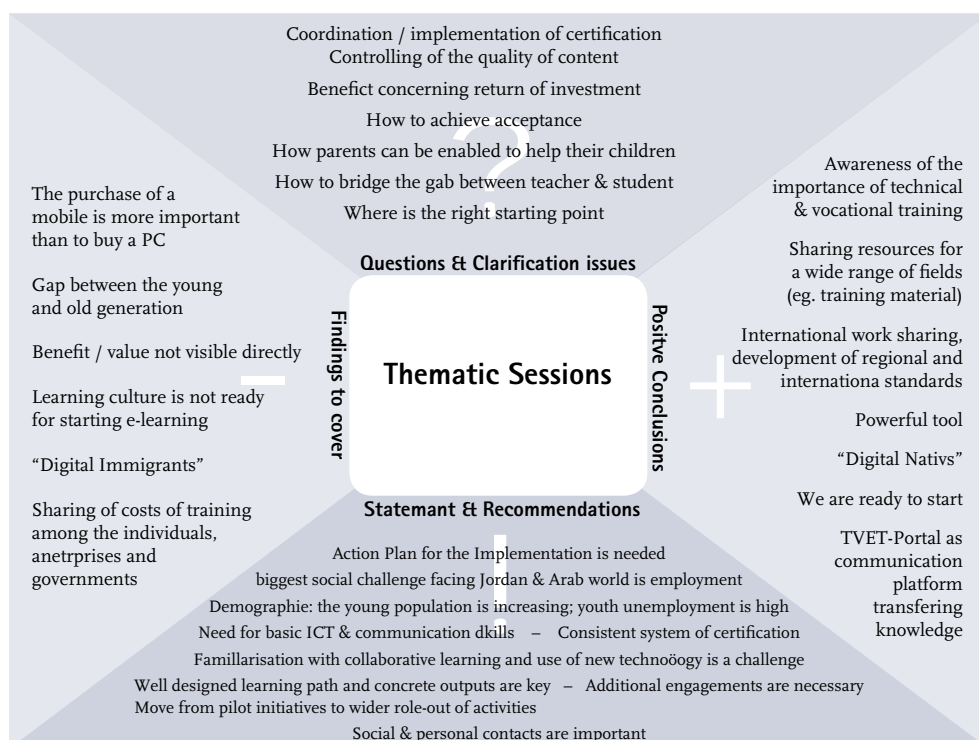 Coordination / implementation of certification
Controlling of the quality of content
Benefict concerning return of investment
How to achieve acceptance
How parents can be enabled to help their children
How to bridge the gab between teacher & student
Where is the right starting point
?
Questions & Clarification issues
The purchase of a
mobile is more important
than to buy a PC
Gap between the young
and old generation
Benefit / value not visible directly
Learning culture is not ready
for starting e-learning
“Digital Immigrants”
Sharing of costs of training
among the individuals,
anetrprises and
governments
–
Findings to cover
Thematic Sessions
Positve Conclusions
+
Awareness of the
importance of technical
& vocational training
Sharing resources for
a wide range of fields
(eg. training material)
International work sharing,
development of regional and
internationa standards
Powerful tool
“Digital Nativs”
We are ready to start
TVET-Portal as
communication
platform
transfering
knowledge
Statemant & Recommendations
!
Action Plan for the Implementation is needed
biggest social challenge facing Jordan & Arab world is employment
Demographie: the young population is increasing; youth unemployment is high
Need for basic ICT & communication dkills – Consistent system of certification
Famillarisation with collaborative learning and use of new technoöogy is a challenge
Well designed learning path and concrete outputs are key – Additional engagements are necessary
Move from pilot initiatives to wider role-out of activities
Social & personal contacts are important